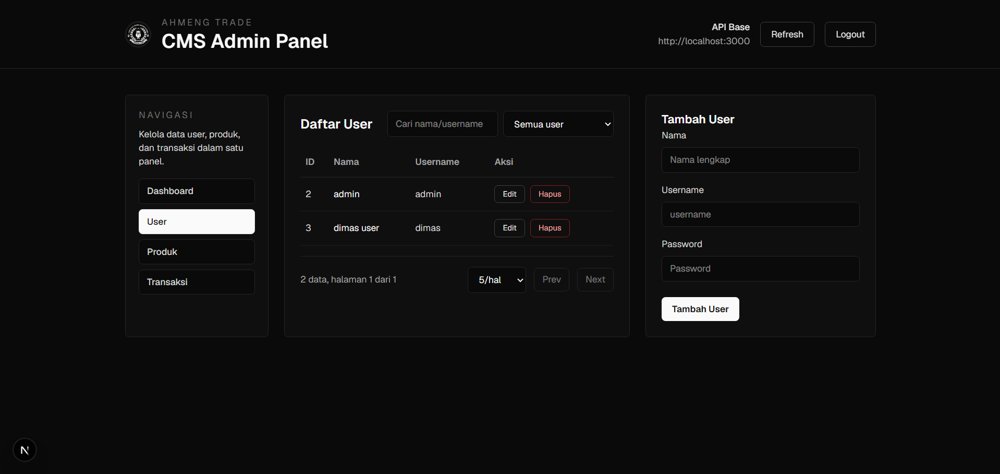 AHMENG TRADE
CMS Admin Panel
API Base
http://localhost:3000
Refresh
Logout
NAVIGASI
Kelola data user, produk,
dan transaksi dalam satu
panel.
Dashboard
User
Produk
Transaksi
Daftar User
Cari nama/username
Semua user
ID Nama Username Aksi
2 admin admin Edit Hapus
3 dimas user dimas Edit Hapus
2 data, halaman 1 dari 1
5/hal
Prev
Next
Tambah User
Nama
Nama lengkap
Username
username
Password
Password
Tambah User
N